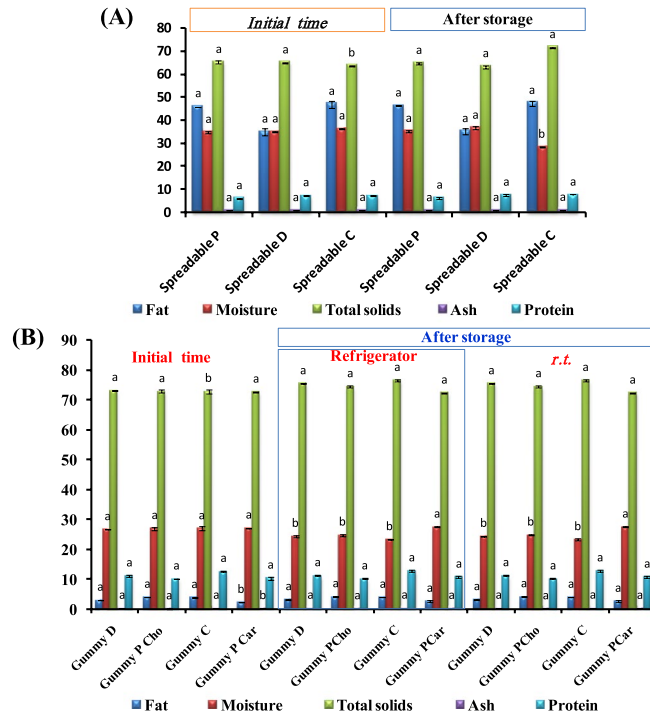 (A)
Initial time After storage
80
70
60
50
40
30
20
10
0
a a b a a a
a a a a a a
a a a a a b
a a a a a a
a a a a a a
Spreadable P Spreadable D Spreadable C Spreadable P Spreadable D Spreadable C
Fat Moisture Total solids Ash Protein
(B)
After storage
Initial time Refrigerator r.t.
90
80
70
60
50
40
30
20
10
0
a a b a a a a a a a a a
a a a a b b b a b b b a
a a a a a a a a a a a a
a a a b a a a a a a a a
a a a b a a a a a a a a
Gummy D Gummy P Cho Gummy C Gummy P Car Gummy D Gummy PCho Gummy C Gummy PCar Gummy D Gummy PCho Gummy C Gummy PCar
Fat Moisture Total solids Ash Protein